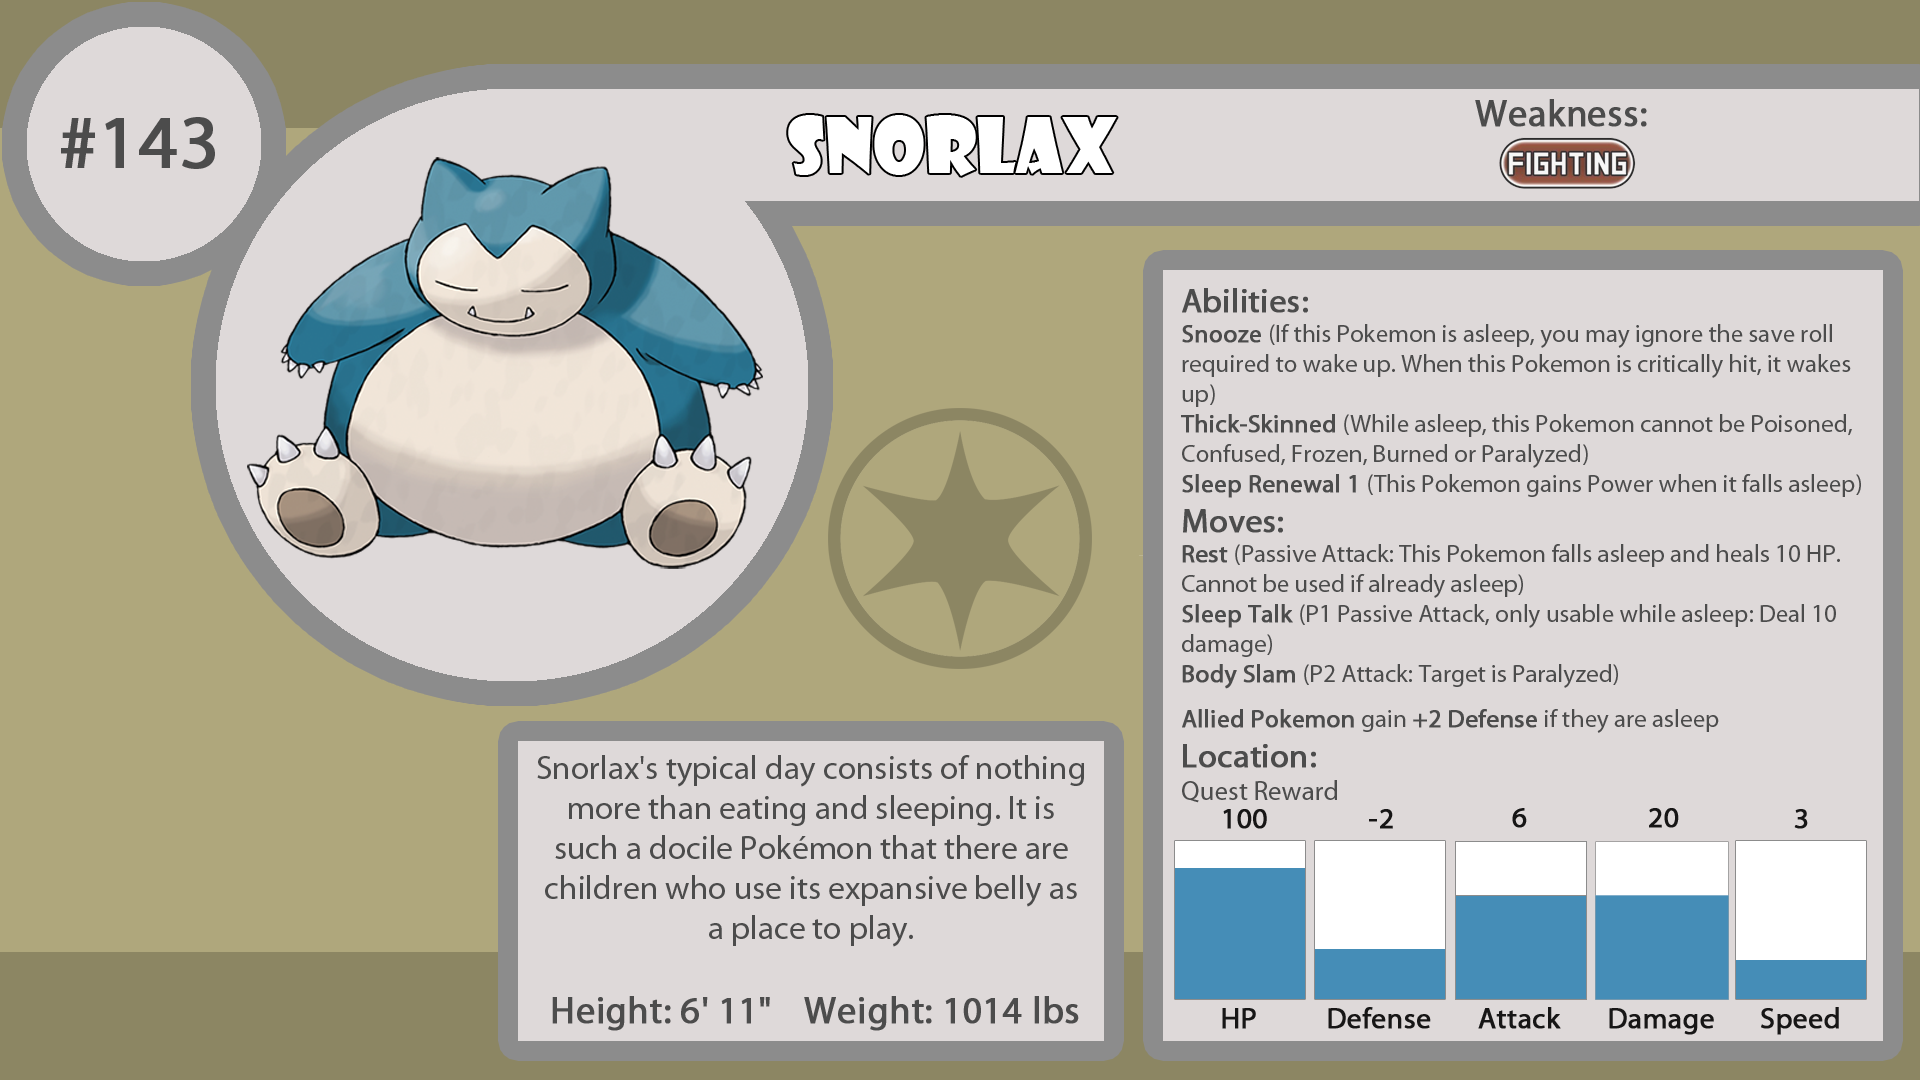 #143
SNORLAX
Weakness:
FIGHTING
Abilities:
Snooze (If this Pokemon is asleep, you may ignore the save roll
required to wake up. When this Pokemon is critically hit, it wakes
up)
Thick-Skinned (While asleep, this Pokemon cannot be Poisoned,
Confused, Frozen, Burned or Paralyzed)
Sleep Renewal 1 (This Pokemon gains Power when it falls asleep)
Moves:
Rest (Passive Attack: This Pokemon falls asleep and heals 10 HP.
Cannot be used if already asleep)
Sleep Talk (P1 Passive Attack, only usable while asleep: Deal 10
damage)
Body Slam (P2 Attack: Target is Paralyzed)
Allied Pokemon gain +2 Defense if they are asleep
Location:
Quest Reward
100 -2 6 20 3
HP Defense Attack Damage Speed
Snorlax's typical day consists of nothing
more than eating and sleeping. It is
such a docile Pokémon that there are
children who use its expansive belly as
a place to play.
Height: 6' 11" Weight: 1014 lbs